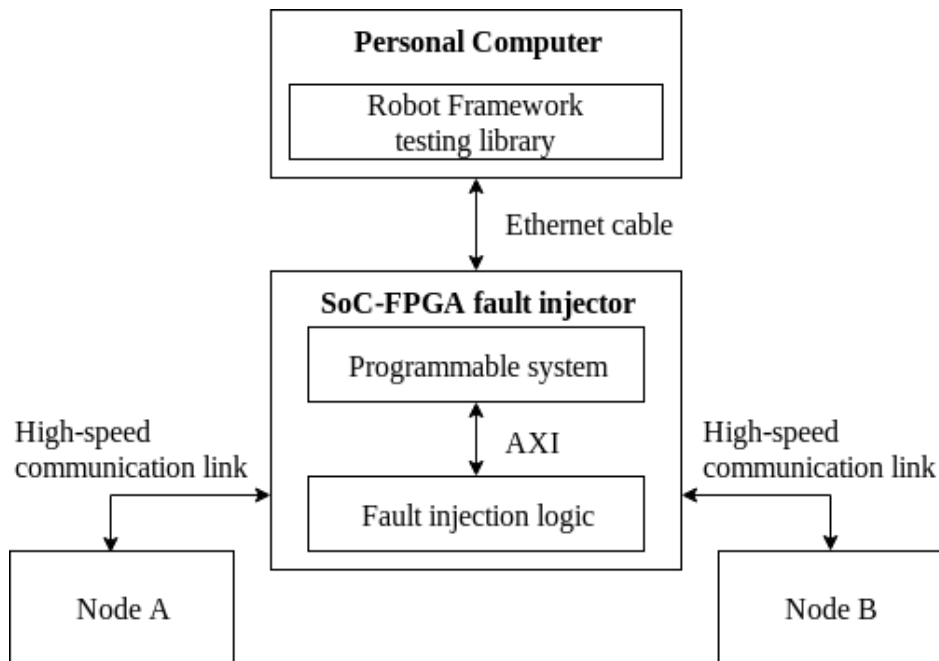 Personal Computer
Robot Framework
testing library
Ethernet cable
SoC-FPGA fault injector
Programmable system
AXI
Fault injection logic
High-speed
communication link
High-speed
communication link
Node A
Node B